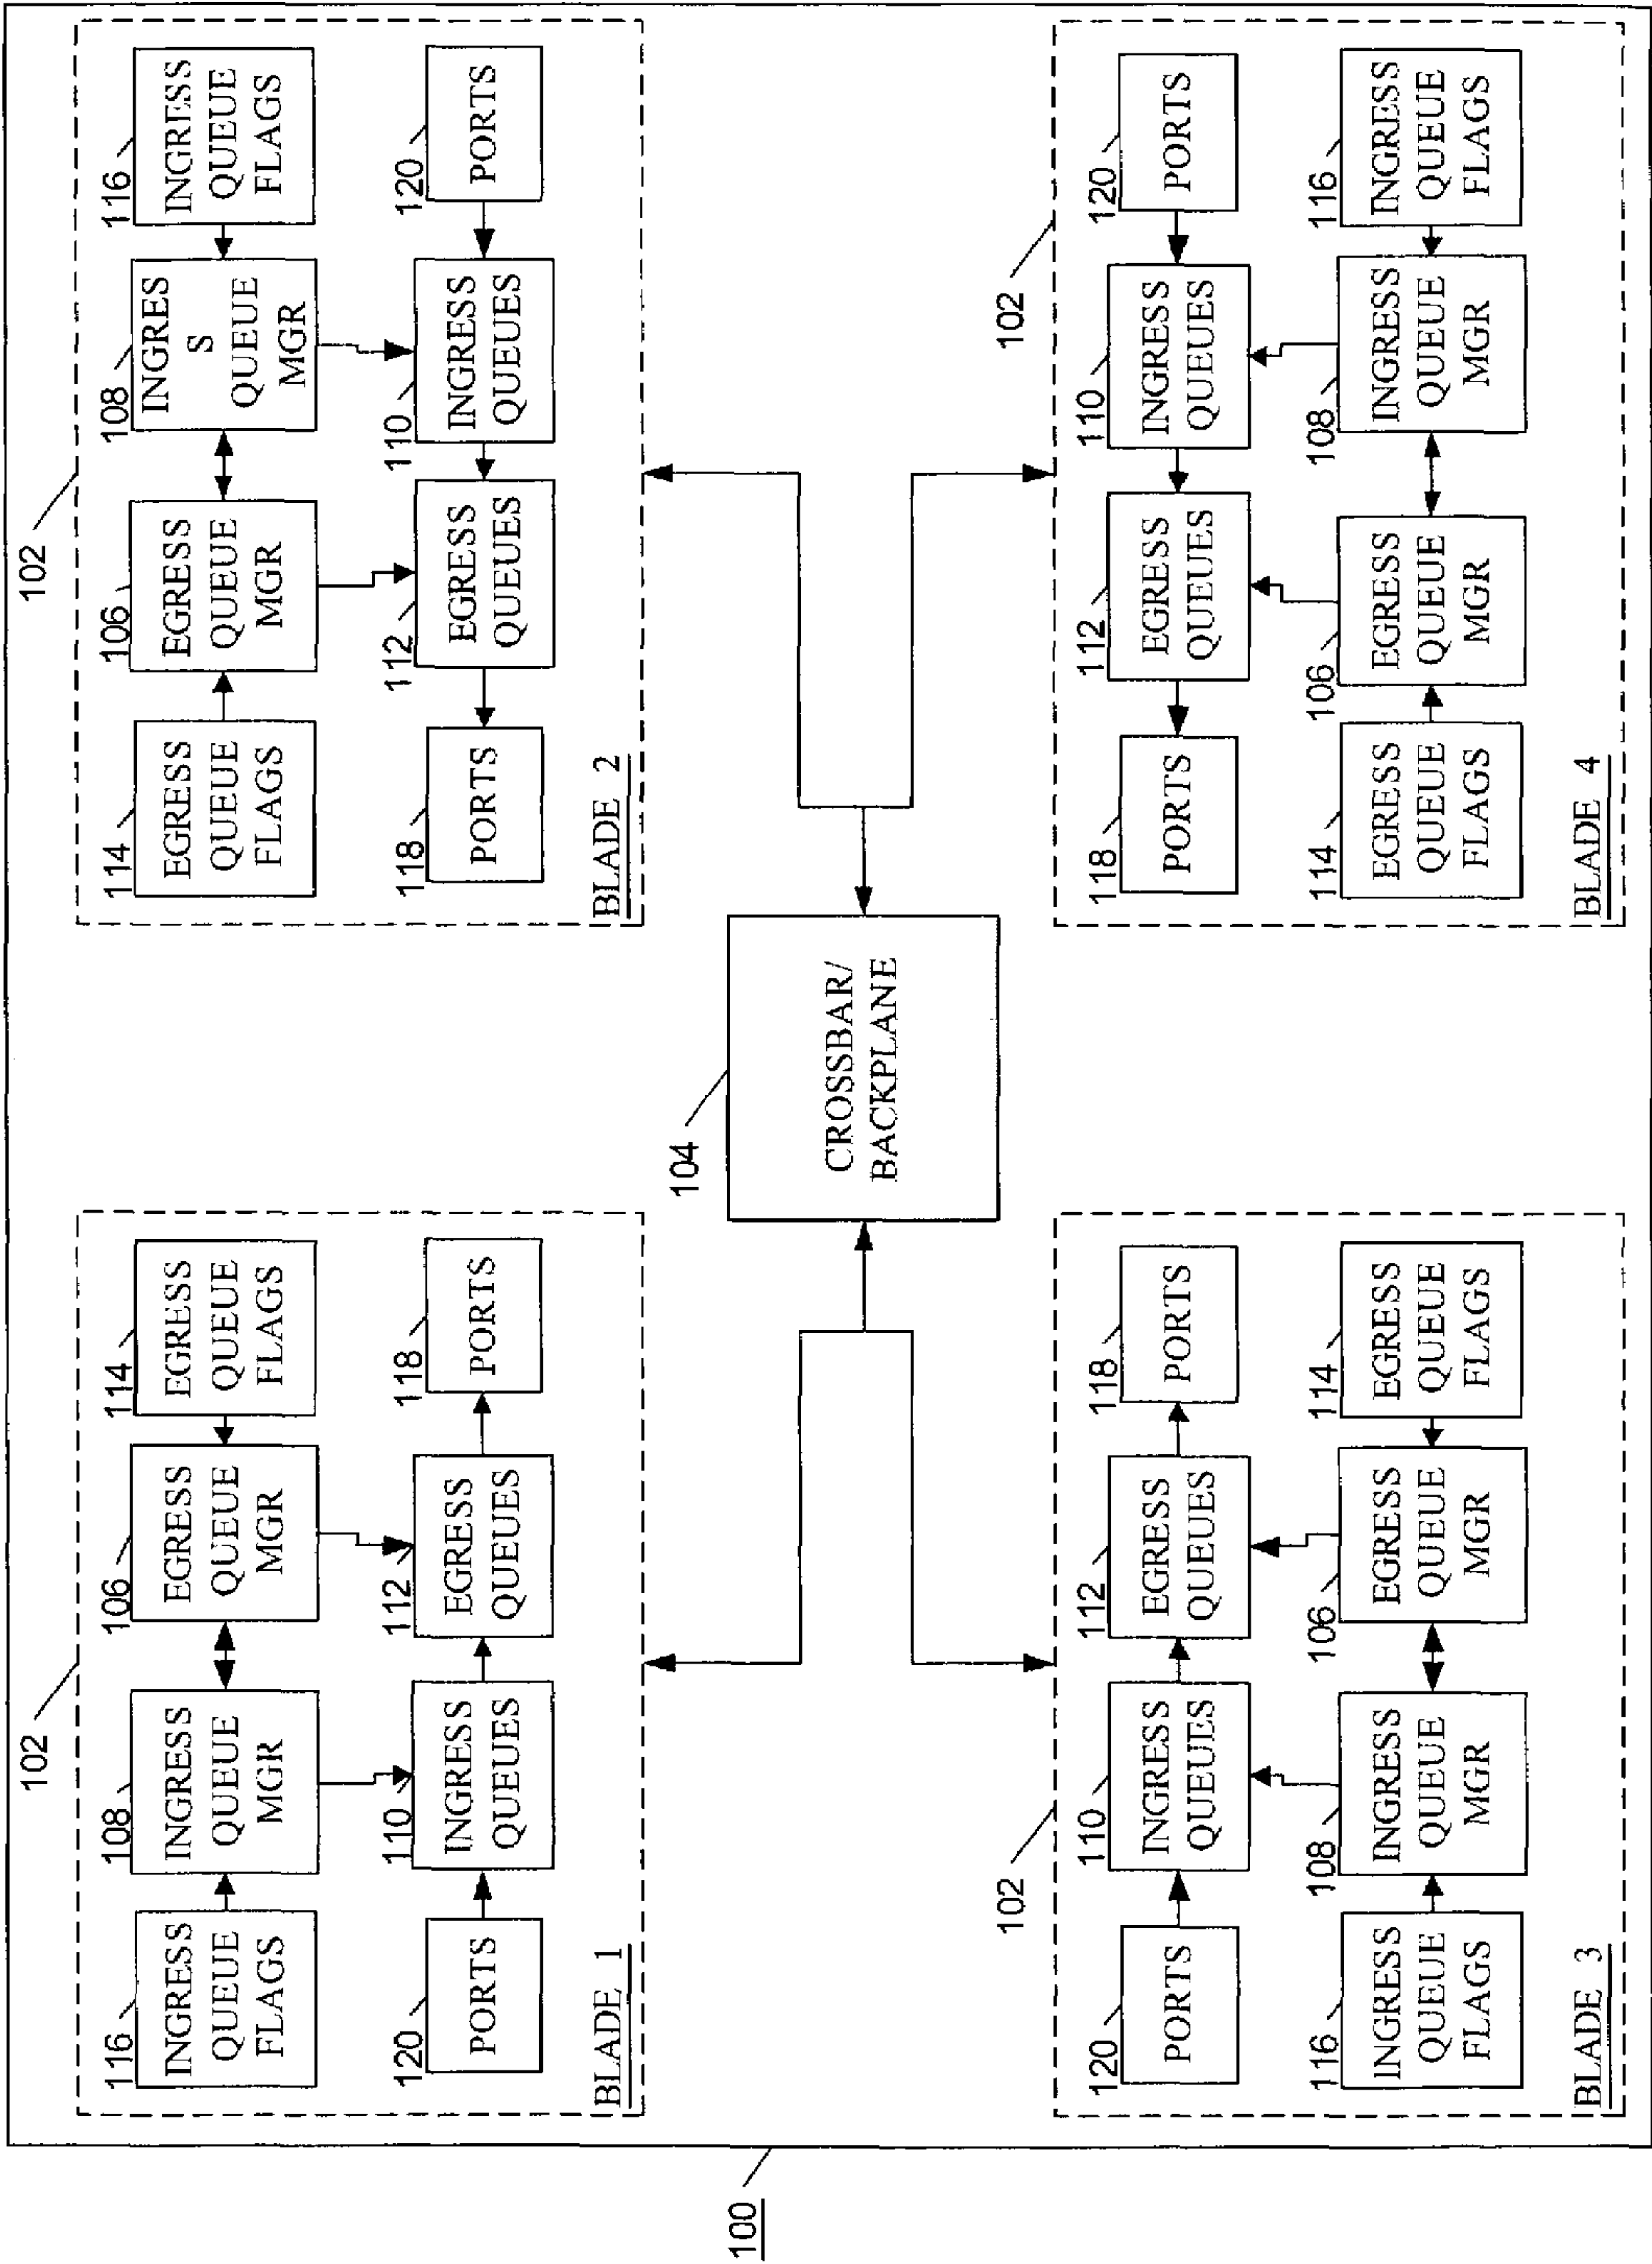 102
116
INGRESS
QUEUE
FLAGS
108
INGRESS
QUEUE
MGR
106
EGRESS
QUEUE
MGR
114
EGRESS
QUEUE
FLAGS
120
PORTS
110
INGRESS
QUEUES
112
EGRESS
QUEUES
118
PORTS
BLADE 1
102
114
EGRESS
QUEUE
FLAGS
106
EGRESS
QUEUE
MGR
108
INGRES
S
QUEUE
MGR
116
INGRESS
QUEUE
FLAGS
118
PORTS
112
EGRESS
QUEUES
110
INGRESS
QUEUES
120
PORTS
BLADE 2
100
104
CROSSBAR/
BACKPLANE
102
120
PORTS
110
INGRESS
QUEUES
112
EGRESS
QUEUES
118
PORTS
116
INGRESS
QUEUE
FLAGS
108
INGRESS
QUEUE
MGR
106
EGRESS
QUEUE
MGR
114
EGRESS
QUEUE
FLAGS
BLADE 3
102
118
PORTS
112
EGRESS
QUEUES
110
INGRESS
QUEUES
120
PORTS
114
EGRESS
QUEUE
FLAGS
106
EGRESS
QUEUE
MGR
108
INGRESS
QUEUE
MGR
116
INGRESS
QUEUE
FLAGS
BLADE 4